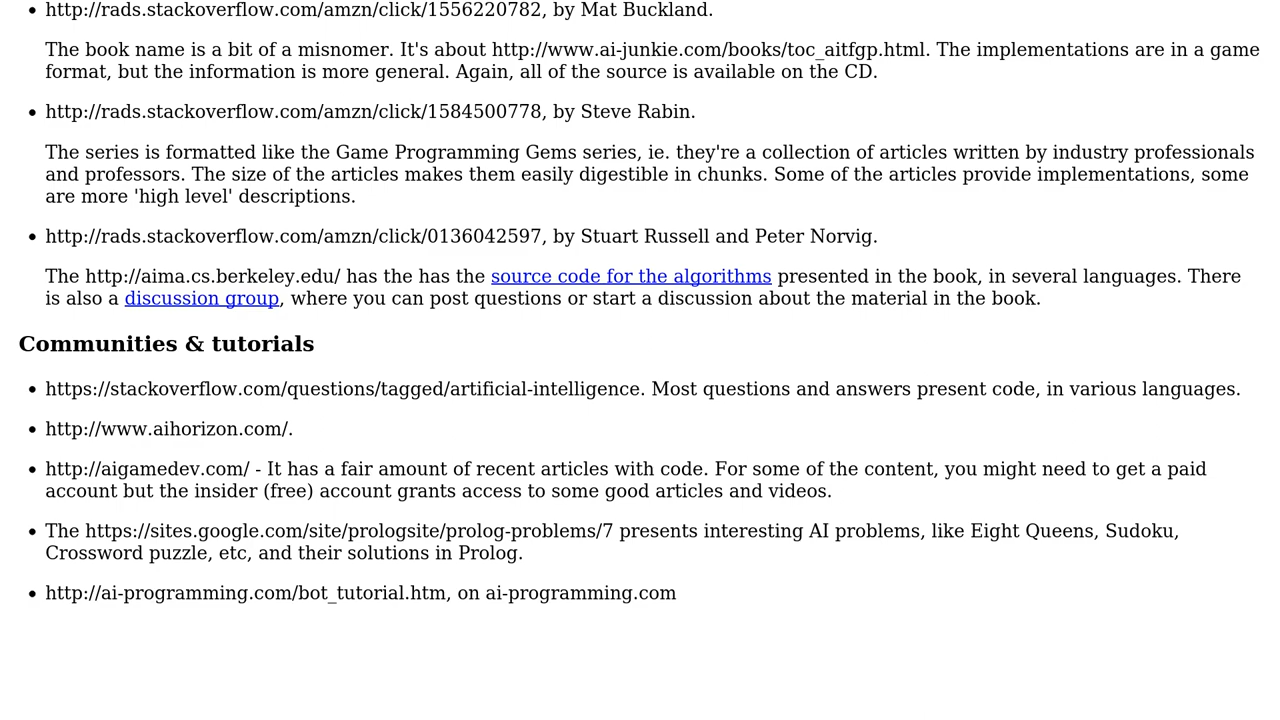 • http://rads.stackoverflow.com/amzn/click/1556220782, by Mat Buckland.
The book name is a bit of a misnomer. It's about http://www.ai-junkie.com/books/toc_aitfgp.html. The implementations are in a game
format, but the information is more general. Again, all of the source is available on the CD.
• http://rads.stackoverflow.com/amzn/click/1584500778, by Steve Rabin.
The series is formatted like the Game Programming Gems series, ie. they're a collection of articles written by industry professionals
and professors. The size of the articles makes them easily digestible in chunks. Some of the articles provide implementations, some
are more 'high level' descriptions.
• http://rads.stackoverflow.com/amzn/click/0136042597, by Stuart Russell and Peter Norvig.
The http://aima.cs.berkeley.edu/ has the has the source code for the algorithms presented in the book, in several languages. There
is also a discussion group, where you can post questions or start a discussion about the material in the book.
Communities & tutorials
• https://stackoverflow.com/questions/tagged/artificial-intelligence. Most questions and answers present code, in various languages.
• http://www.aihorizon.com/.
• http://aigamedev.com/ - It has a fair amount of recent articles with code. For some of the content, you might need to get a paid
account but the insider (free) account grants access to some good articles and videos.
• The https://sites.google.com/site/prologsite/prolog-problems/7 presents interesting AI problems, like Eight Queens, Sudoku,
Crossword puzzle, etc, and their solutions in Prolog.
• http://ai-programming.com/bot_tutorial.htm, on ai-programming.com